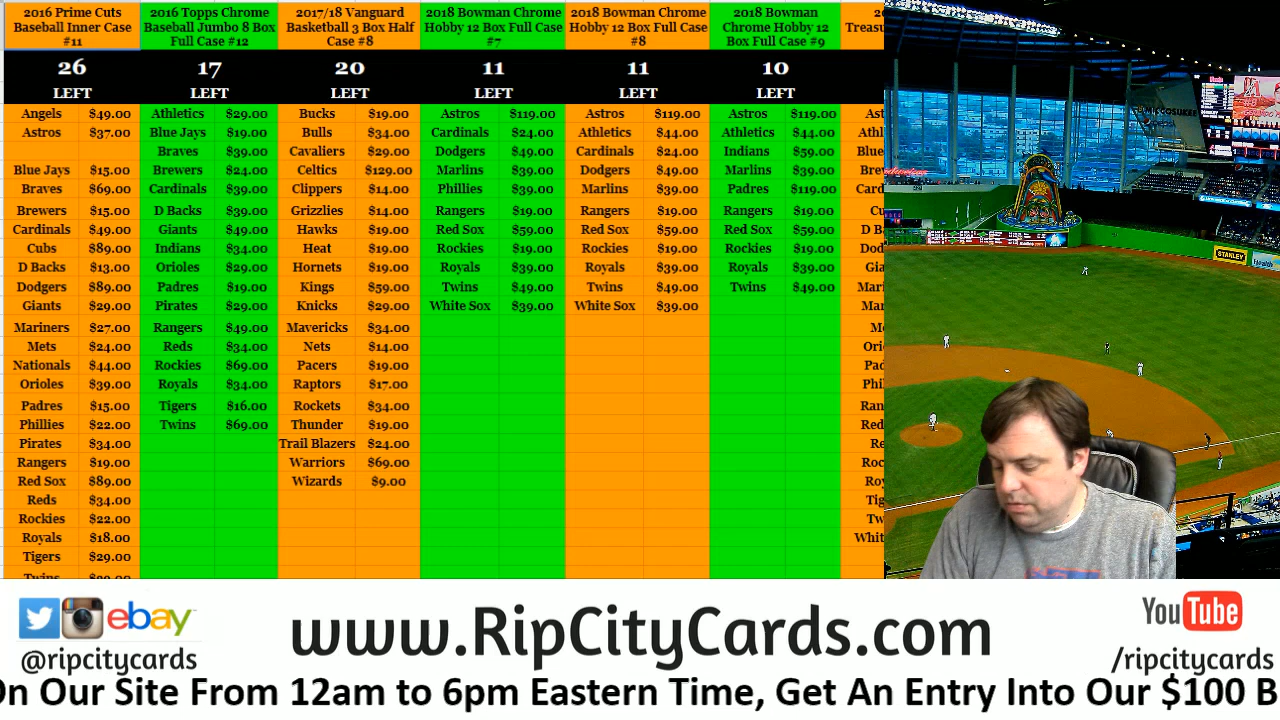 2016 Prime Cuts
Baseball Inner Case
#11
26
LEFT
Angels $49.00
Astros $37.00
Blue Jays $15.00
Braves $69.00
Brewers $15.00
Cardinals $49.00
Cubs $89.00
D Backs $13.00
Dodgers $89.00
Giants $29.00
Mariners $27.00
Mets $24.00
Nationals $44.00
Orioles $39.00
Padres $15.00
Phillies $22.00
Pirates $34.00
Rangers $19.00
Red Sox $89.00
Reds $34.00
Rockies $22.00
Royals $18.00
Tigers $29.00
2016 Topps Chrome
Baseball Jumbo 8 Box
Full Case #12
17
LEFT
Athletics $29.00
Blue Jays $19.00
Braves $39.00
Brewers $24.00
Cardinals $39.00
D Backs $39.00
Giants $49.00
Indians $34.00
Orioles $29.00
Padres $19.00
Pirates $29.00
Rangers $49.00
Reds $34.00
Rockies $69.00
Royals $34.00
Tigers $16.00
Twins $69.00
2017/18 Vanguard
Basketball 3 Box Half
Case #8
20
LEFT
Bucks $19.00
Bulls $34.00
Cavaliers $29.00
Celtics $129.00
Clippers $14.00
Grizzlies $14.00
Hawks $19.00
Heat $19.00
Hornets $19.00
Kings $59.00
Knicks $29.00
Mavericks $34.00
Nets $14.00
Pacers $19.00
Raptors $17.00
Rockets $34.00
Thunder $19.00
Trail Blazers $24.00
Warriors $69.00
Wizards $9.00
2018 Bowman Chrome
Hobby 12 Box Full Case
#7
11
LEFT
Astros $119.00
Cardinals $24.00
Dodgers $49.00
Marlins $39.00
Phillies $39.00
Rangers $19.00
Red Sox $59.00
Rockies $19.00
Royals $39.00
Twins $49.00
White Sox $39.00
2018 Bowman Chrome
Hobby 12 Box Full Case
#8
11
LEFT
Astros $119.00
Athletics $44.00
Cardinals $24.00
Dodgers $49.00
Marlins $39.00
Rangers $19.00
Red Sox $59.00
Rockies $19.00
Royals $39.00
Twins $49.00
White Sox $39.00
2018 Bowman
Chrome Hobby 12
Box Full Case #9
10
LEFT
Astros $119.00
Athletics $44.00
Indians $59.00
Marlins $39.00
Padres $119.00
Rangers $19.00
Red Sox $59.00
Rockies $19.00
Royals $39.00
Twins $49.00
STANLEY
ebay
@ripcitycards
www.RipCityCards.com
YouTube
/ripcitycards
On Our Site From 12am to 6pm Eastern Time, Get An Entry Into Our $100 B